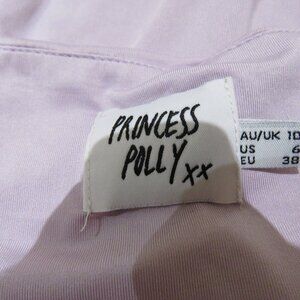 PRINCESS
POLLY xx
AU/UK 10
US 6
EU 38